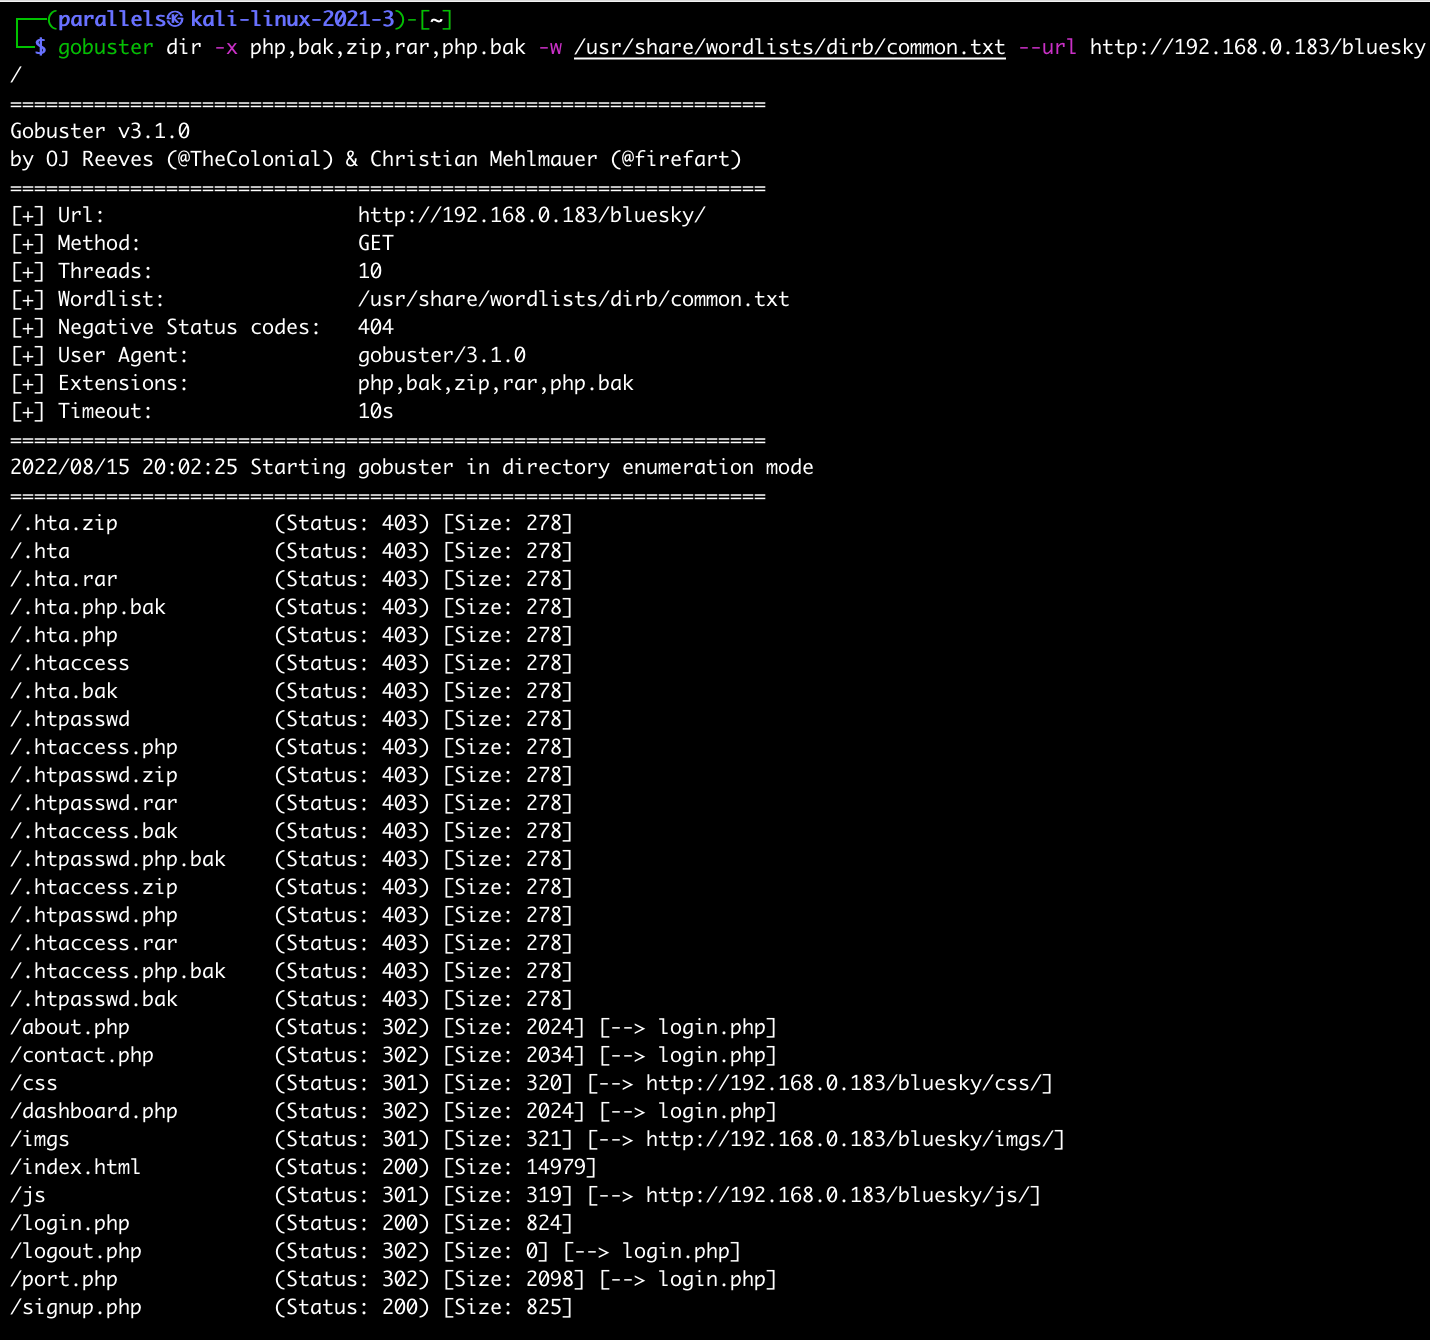 ┌──(parallels㉿kali-linux-2021-3)-[~]
└─$ gobuster dir -x php,bak,zip,rar,php.bak -w /usr/share/wordlists/dirb/common.txt --url http://192.168.0.183/bluesky
/
===============================================================
Gobuster v3.1.0
by OJ Reeves (@TheColonial) & Christian Mehlmauer (@firefart)
===============================================================
[+] Url:                     http://192.168.0.183/bluesky/
[+] Method:                  GET
[+] Threads:                 10
[+] Wordlist:                /usr/share/wordlists/dirb/common.txt
[+] Negative Status codes:   404
[+] User Agent:              gobuster/3.1.0
[+] Extensions:              php,bak,zip,rar,php.bak
[+] Timeout:                 10s
===============================================================
2022/08/15 20:02:25 Starting gobuster in directory enumeration mode
===============================================================
/.hta.zip             (Status: 403) [Size: 278]
/.hta                 (Status: 403) [Size: 278]
/.hta.rar             (Status: 403) [Size: 278]
/.hta.php.bak         (Status: 403) [Size: 278]
/.hta.php             (Status: 403) [Size: 278]
/.htaccess            (Status: 403) [Size: 278]
/.hta.bak             (Status: 403) [Size: 278]
/.htpasswd            (Status: 403) [Size: 278]
/.htaccess.php        (Status: 403) [Size: 278]
/.htpasswd.zip        (Status: 403) [Size: 278]
/.htpasswd.rar        (Status: 403) [Size: 278]
/.htaccess.bak        (Status: 403) [Size: 278]
/.htpasswd.php.bak    (Status: 403) [Size: 278]
/.htaccess.zip        (Status: 403) [Size: 278]
/.htpasswd.php        (Status: 403) [Size: 278]
/.htaccess.rar        (Status: 403) [Size: 278]
/.htaccess.php.bak    (Status: 403) [Size: 278]
/.htpasswd.bak        (Status: 403) [Size: 278]
/about.php            (Status: 302) [Size: 2024] [--> login.php]
/contact.php          (Status: 302) [Size: 2034] [--> login.php]
/css                  (Status: 301) [Size: 320] [--> http://192.168.0.183/bluesky/css/]
/dashboard.php        (Status: 302) [Size: 2024] [--> login.php]
/imgs                 (Status: 301) [Size: 321] [--> http://192.168.0.183/bluesky/imgs/]
/index.html           (Status: 200) [Size: 14979]
/js                   (Status: 301) [Size: 319] [--> http://192.168.0.183/bluesky/js/]
/login.php            (Status: 200) [Size: 824]
/logout.php           (Status: 302) [Size: 0] [--> login.php]
/port.php             (Status: 302) [Size: 2098] [--> login.php]
/signup.php           (Status: 200) [Size: 825]